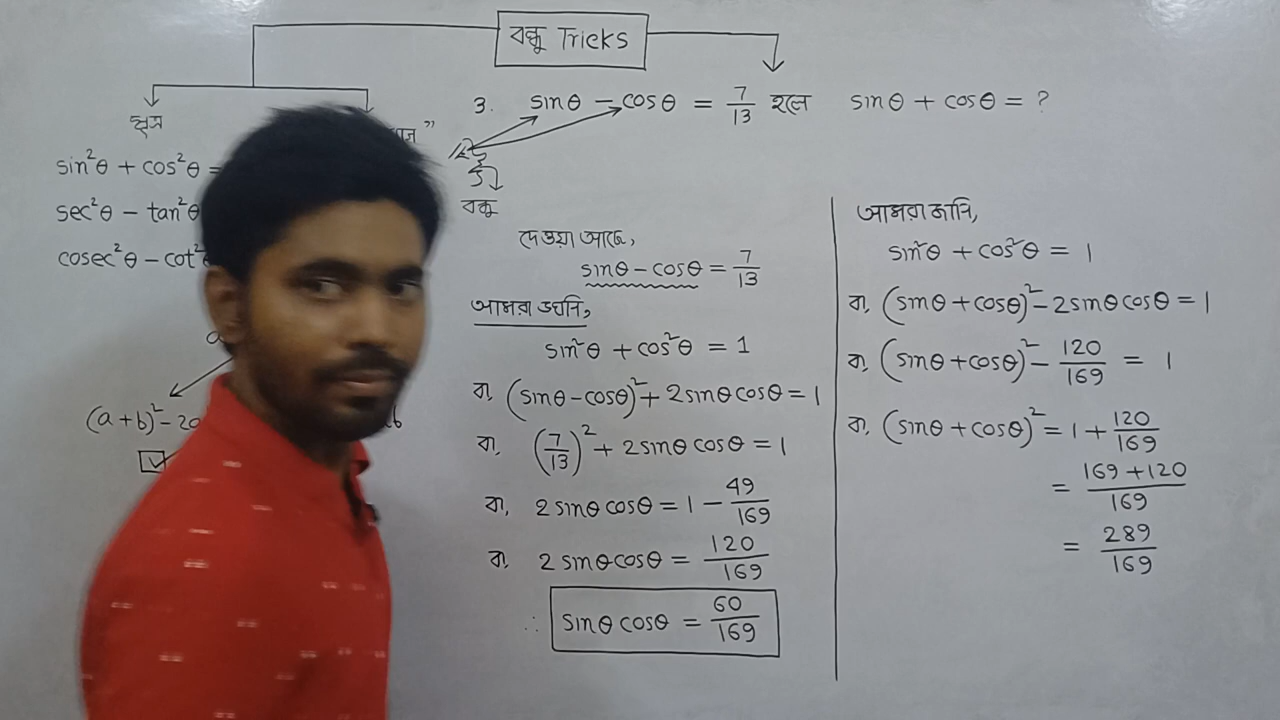 বন্ধু Tricks
সূত্র
sin²θ + cos²θ =
sec²θ - tan²θ
cosec²θ - cot²θ
(a+b)² - 2a
3. sinθ - cosθ = 7/13 হলে sinθ + cosθ = ?
বন্ধু
দেওয়া আছে,
sinθ - cosθ = 7/13
আমরা জানি,
sin²θ + cos²θ = 1
বা, (sinθ - cosθ)² + 2sinθcosθ = 1
বা, (7/13)² + 2sinθcosθ = 1
বা, 2sinθcosθ = 1 - 49/169
বা, 2sinθcosθ = 120/169
∴ sinθcosθ = 60/169
আমরা জানি,
sin²θ + cos²θ = 1
বা, (sinθ + cosθ)² - 2sinθcosθ = 1
বা, (sinθ + cosθ)² - 120/169 = 1
বা, (sinθ + cosθ)² = 1 + 120/169
= 169 + 120/169
= 289/169